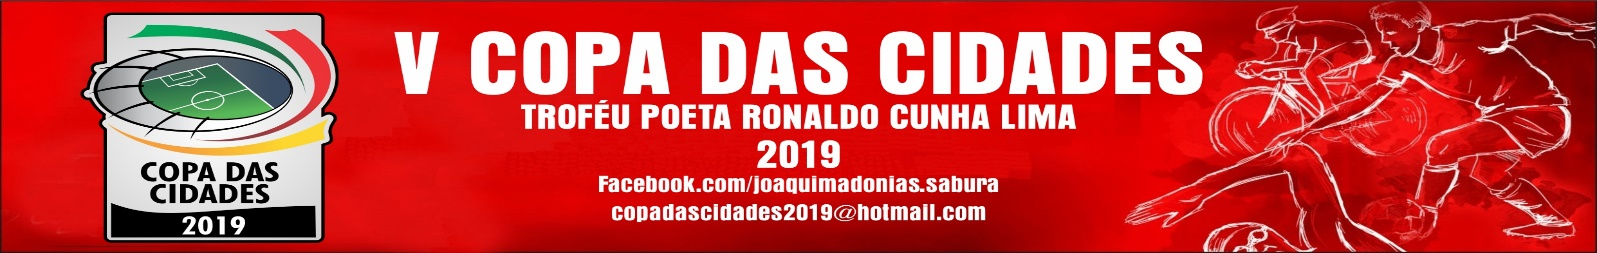 COPA DAS
CIDADES
2019
V COPA DAS CIDADES
TROFÉU POETA RONALDO CUNHA LIMA
2019
Facebook.com/joaquimadonias.sabura
copadascidades2019@hotmail.com